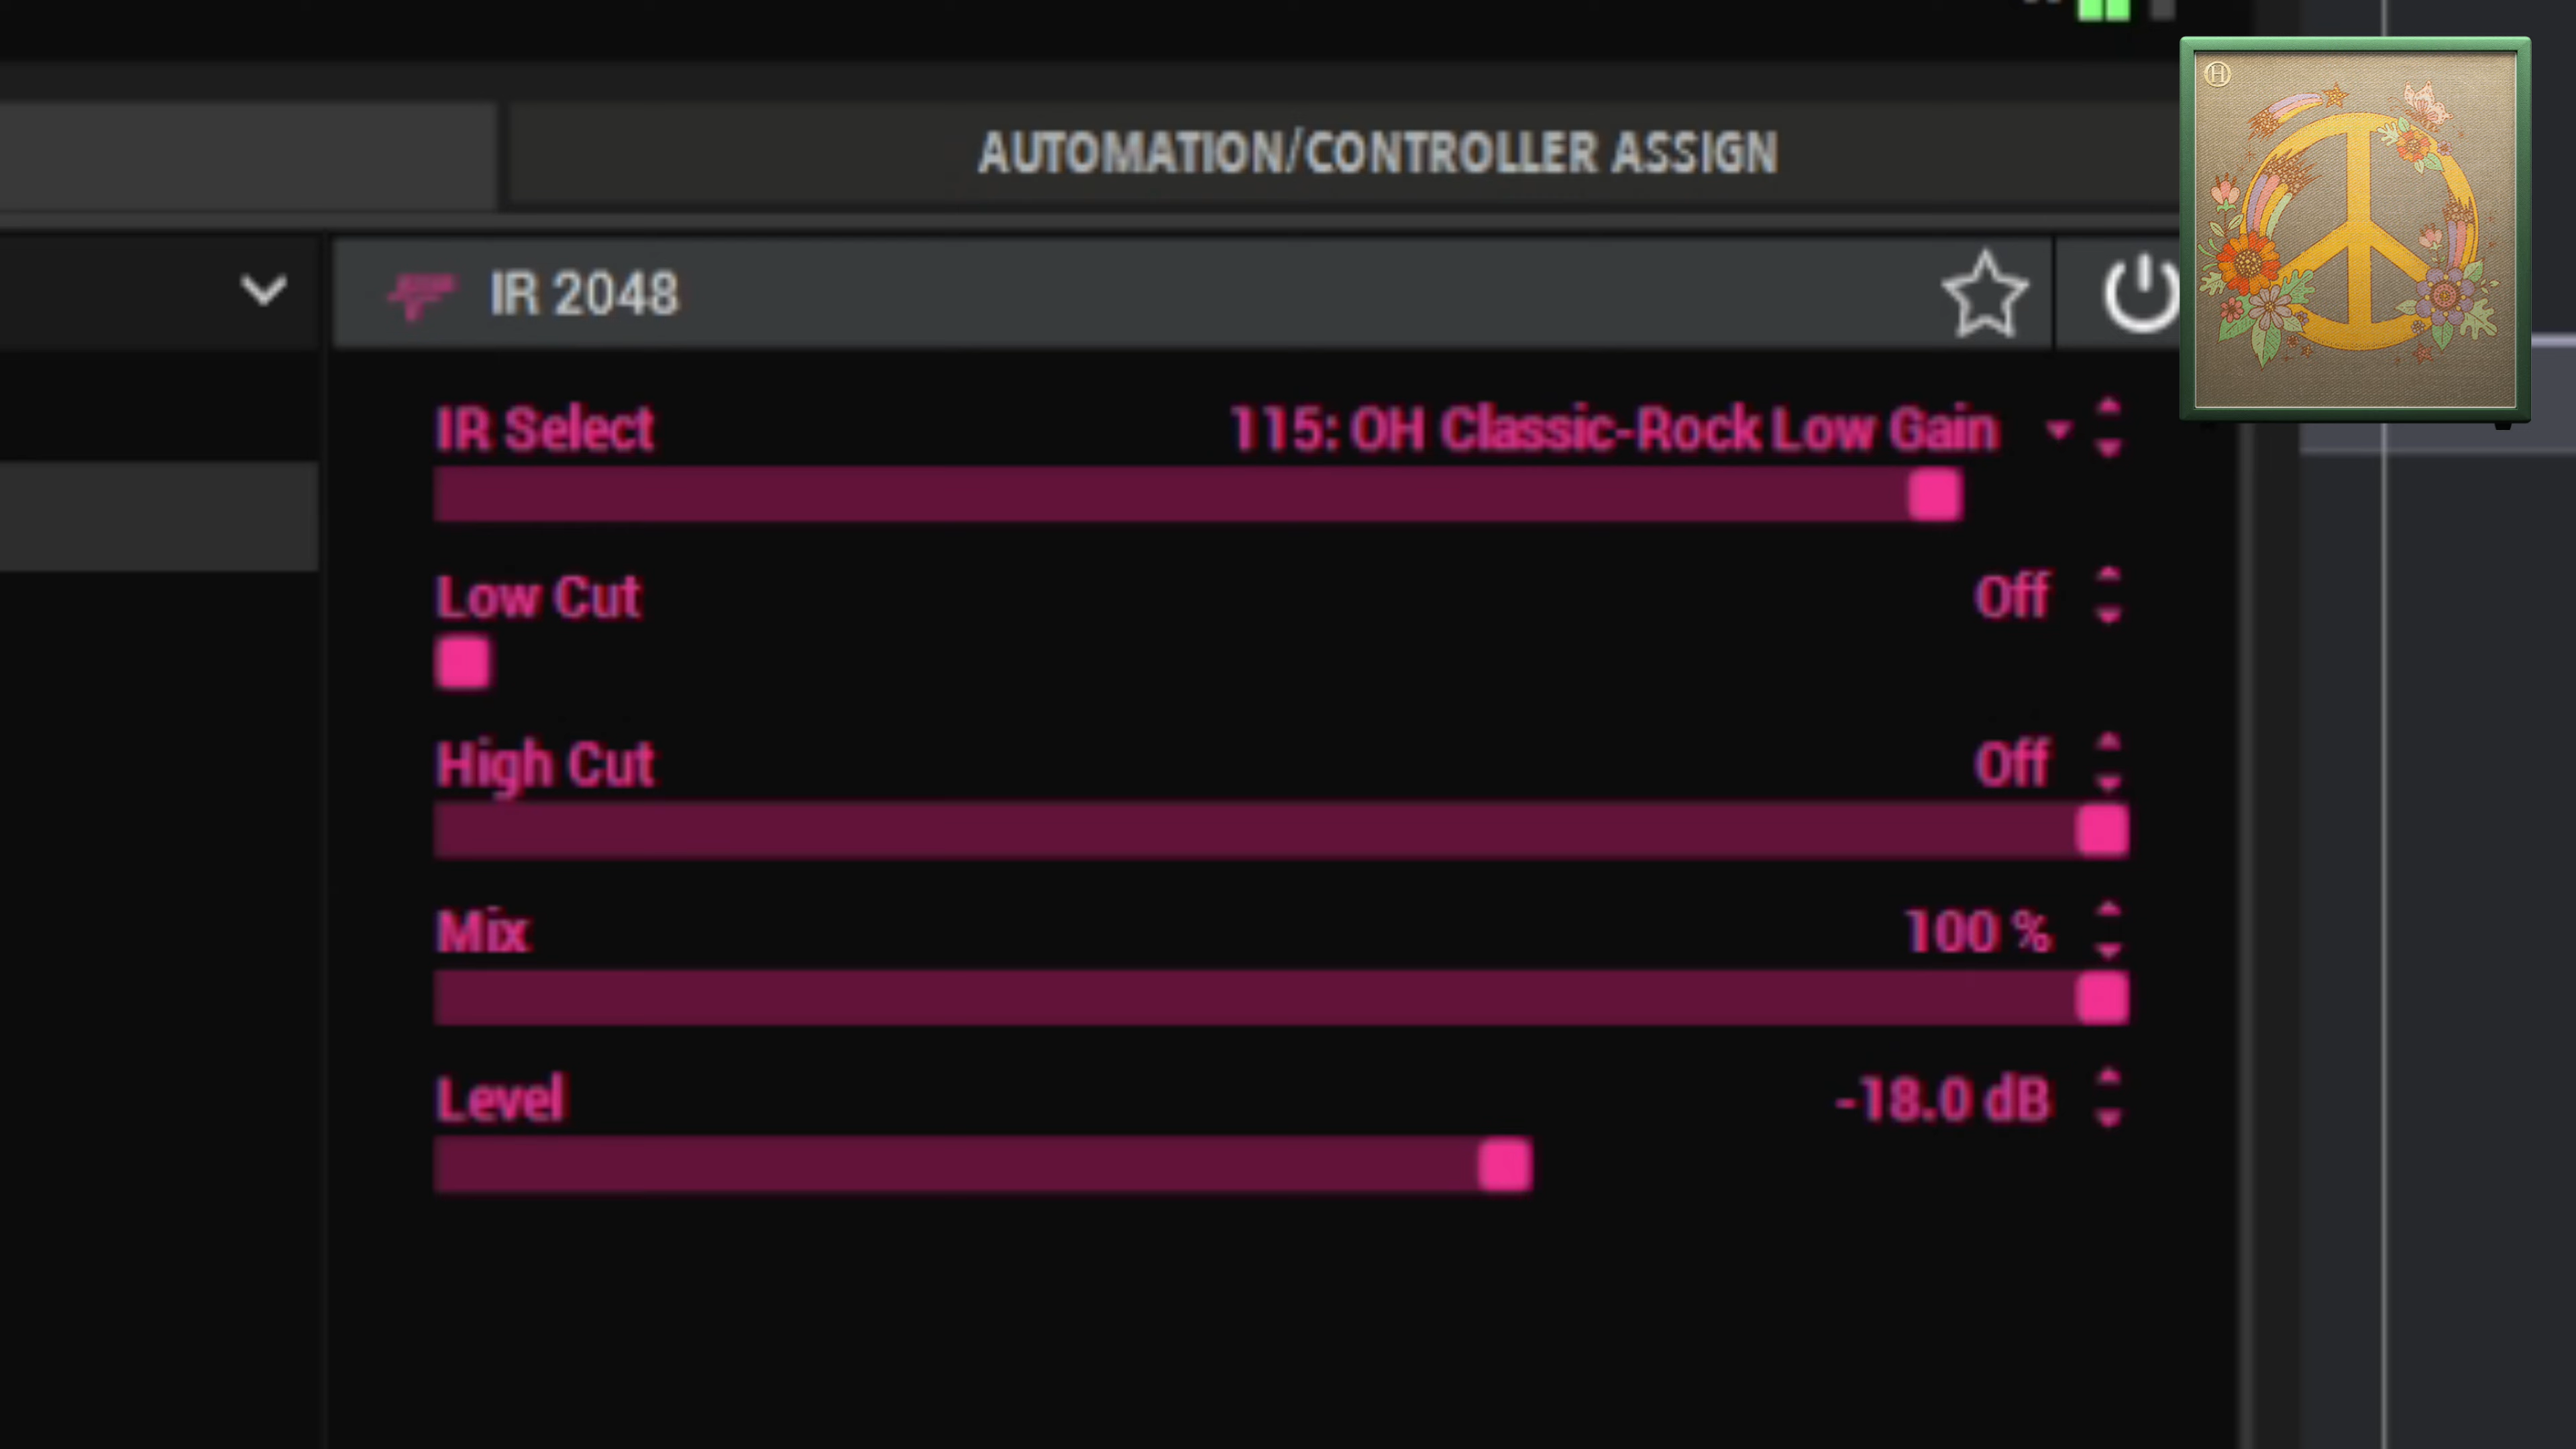 AUTOMATION/CONTROLLER ASSIGN
IR 2048
IR Select 115: OH Classic-Rock Low Gain
Low Cut Off
High Cut Off
Mix 100 %
Level -18.0 dB
H